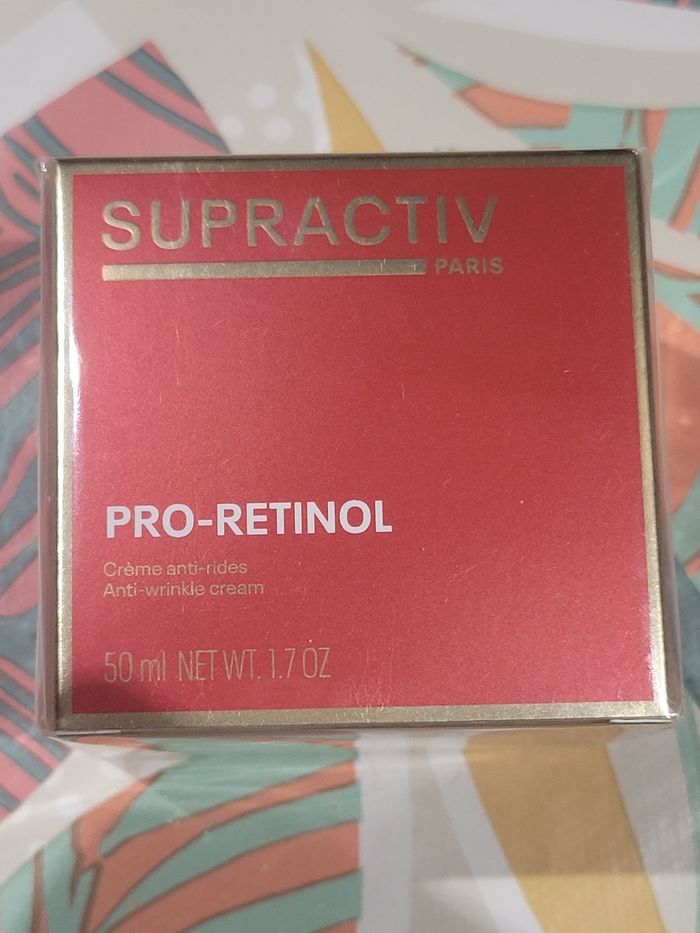 SUPRACTIV
PARIS
PRO-RETINOL
Crème anti-rides
Anti-wrinkle cream
50 ml NET WT. 1.7 OZ